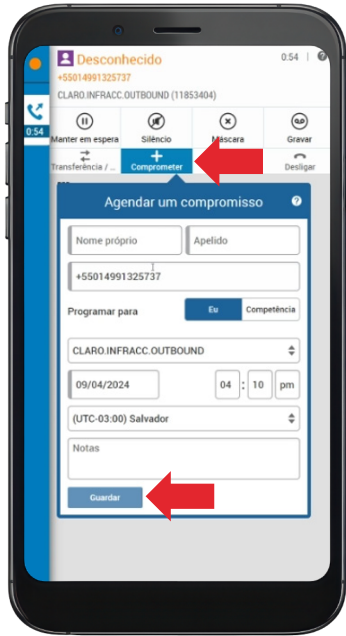 Desconhecido
0:54
+55014991325737
CLARO.INFRACC.OUTBOUND (11853404)
0:54
Manter em espera
Silêncio
Máscara
Gravar
Transferência / ...
Comprometer
Desligar
Agendar um compromisso
?
Nome próprio
Apelido
+55014991325737
Programar para
Eu
Competência
CLARO.INFRACC.OUTBOUND
09/04/2024
04 : 10 pm
(UTC-03:00) Salvador
Notas
Guardar